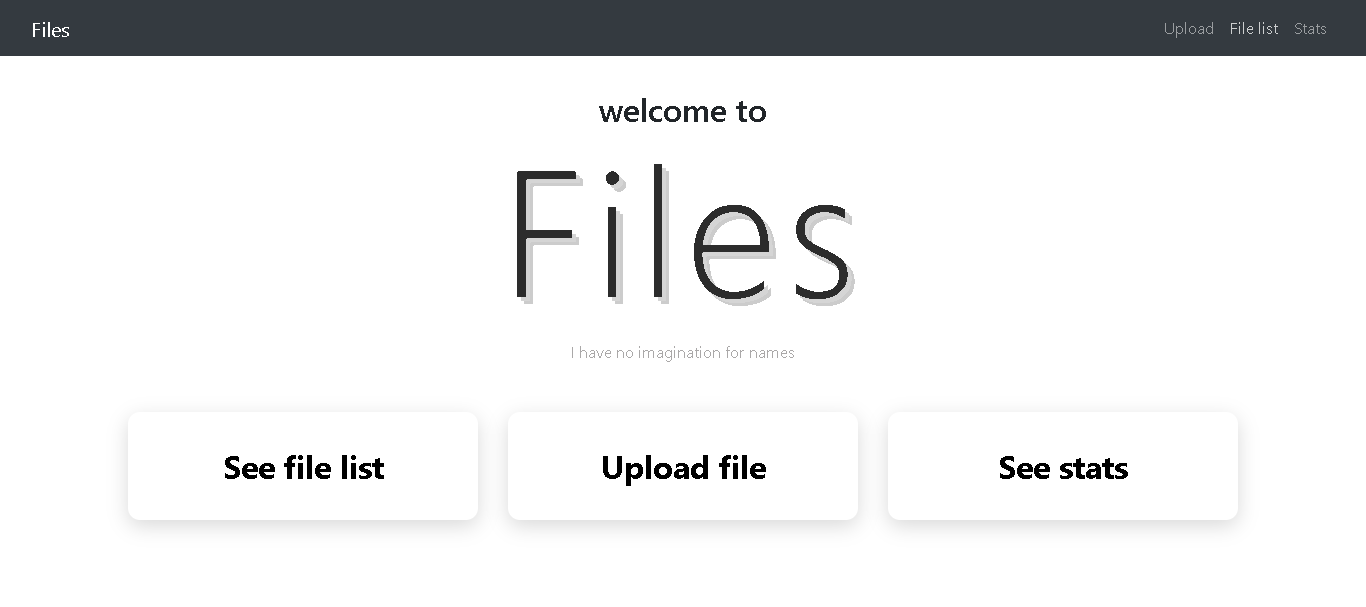 Files
Upload File list Stats
welcome to
Files
I have no imagination for names
See file list
Upload file
See stats